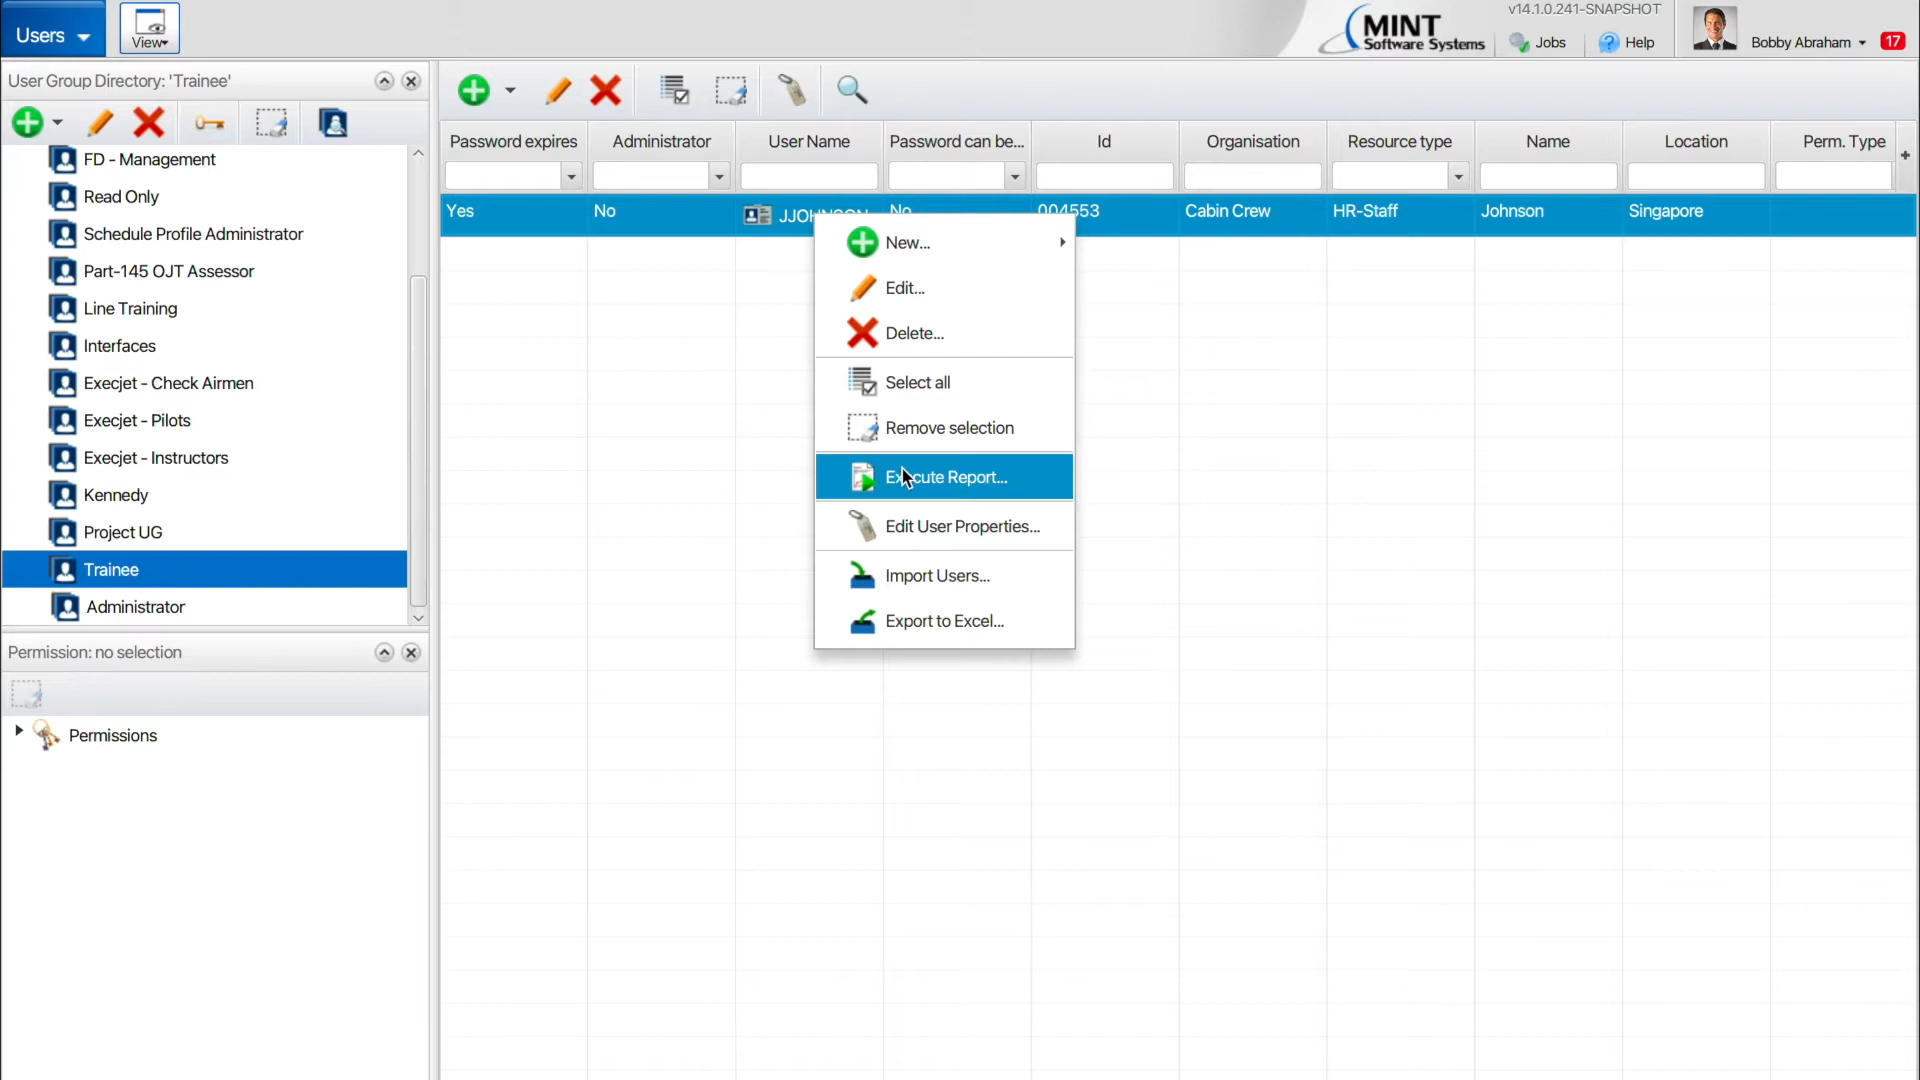 Users
View
MINT
Software Systems
v14.1.0.241-SNAPSHOT
Jobs
Help
Bobby Abraham
17
User Group Directory: 'Trainee'
FD - Management
Read Only
Schedule Profile Administrator
Part-145 OJT Assessor
Line Training
Interfaces
Execjet - Check Airmen
Execjet - Pilots
Execjet - Instructors
Kennedy
Project UG
Trainee
Administrator
Permission: no selection
Permissions
Password expires Administrator User Name Password can be... Id Organisation Resource type Name Location Perm. Type
Yes No JJOHNSON No 004553 Cabin Crew HR-Staff Johnson Singapore
New...
Edit...
Delete...
Select all
Remove selection
Execute Report...
Edit User Properties...
Import Users...
Export to Excel...